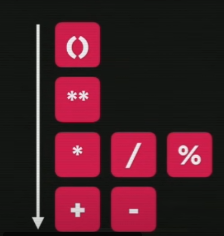 ()
**
* / %
+ -